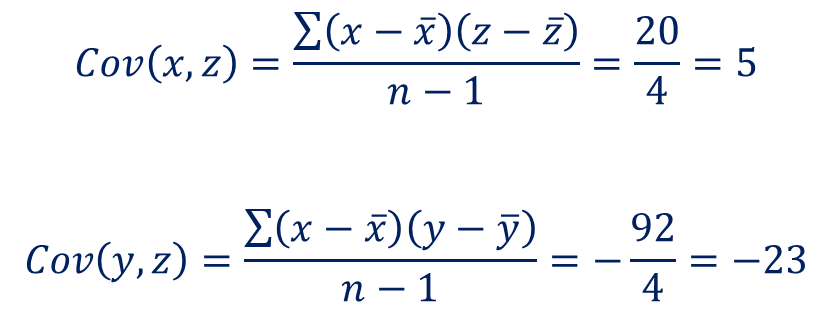 Cov(x, z) = ∑(x − x̄)(z − z̄) / n − 1 = 20 / 4 = 5
Cov(y, z) = ∑(x − x̄)(y − ȳ) / n − 1 = − 92 / 4 = −23